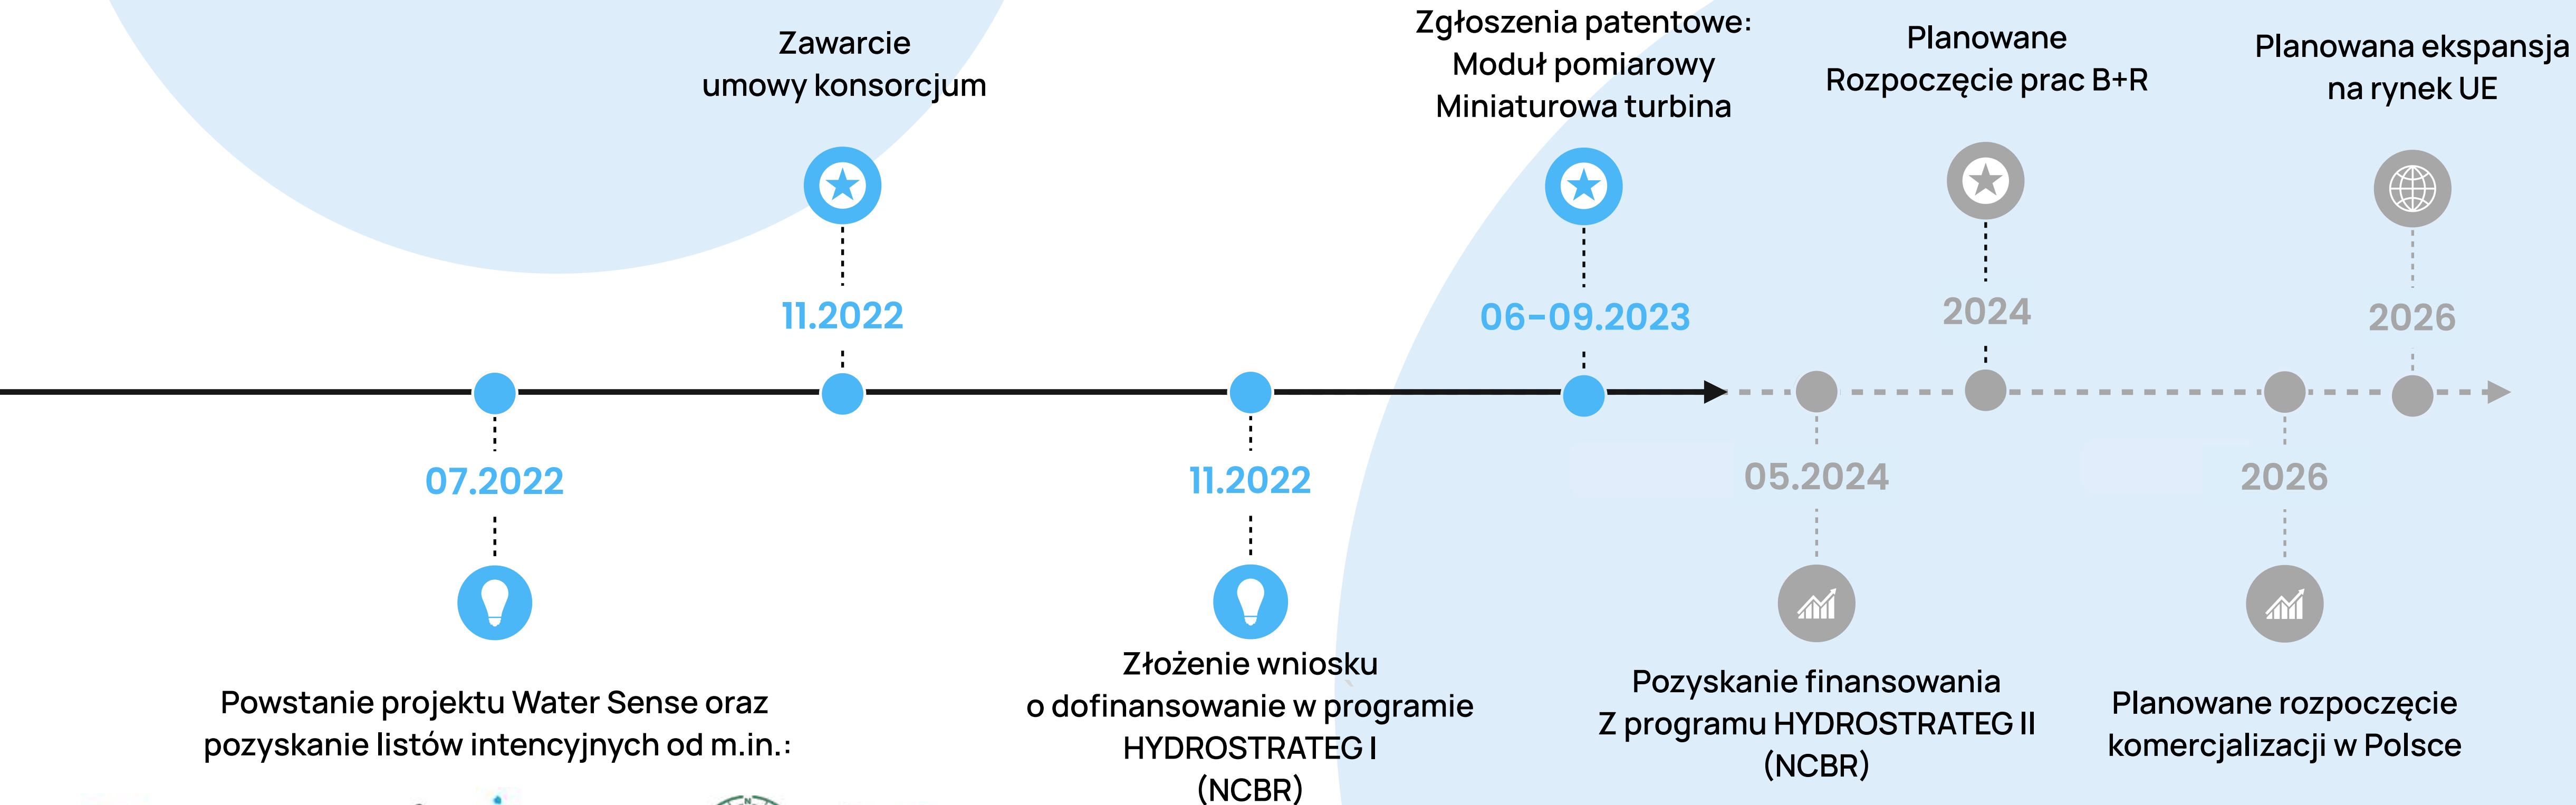 Zawarcie
umowy konsorcjum
11.2022
Zgłoszenia patentowe:
Moduł pomiarowy
Miniaturowa turbina
06-09.2023
Planowane
Rozpoczęcie prac B+R
2024
Planowana ekspansja
na rynek UE
2026
07.2022
Powstanie projektu Water Sense oraz
pozyskanie listów intencyjnych od m.in.:
11.2022
Złożenie wniosku
o dofinansowanie w programie
HYDROSTRATEG I
(NCBR)
05.2024
Pozyskanie finansowania
Z programu HYDROSTRATEG II
(NCBR)
2026
Planowane rozpoczęcie
komercjalizacji w Polsce